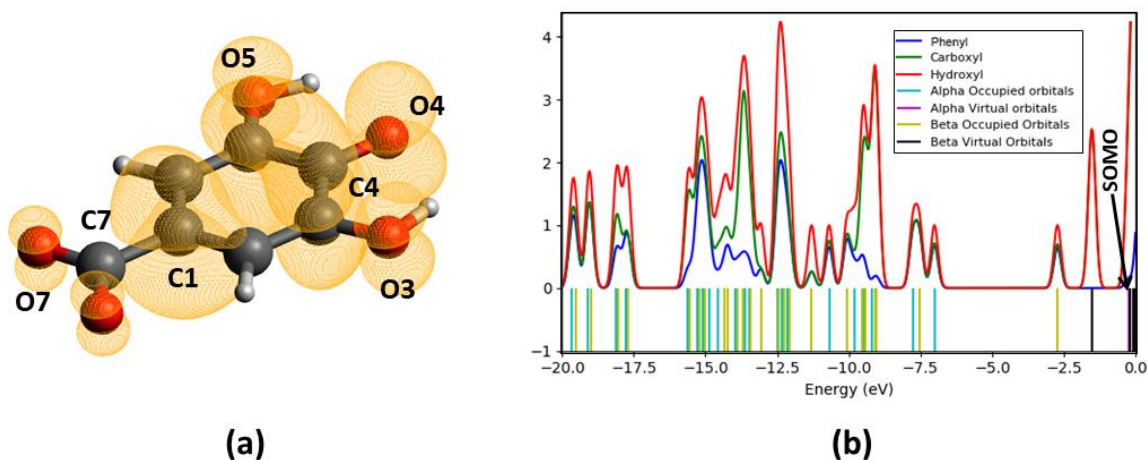 O5
O4
C4
C7
C1
O7
O3
(a)
4
3
2
1
0
−1
Phenyl
Carboxyl
Hydroxyl
Alpha Occupied orbitals
Alpha Virtual orbitals
Beta Occupied Orbitals
Beta Virtual Orbitals
SOMO
−20.0 −17.5 −15.0 −12.5 −10.0 −7.5 −5.0 −2.5 0.0
Energy (eV)
(b)